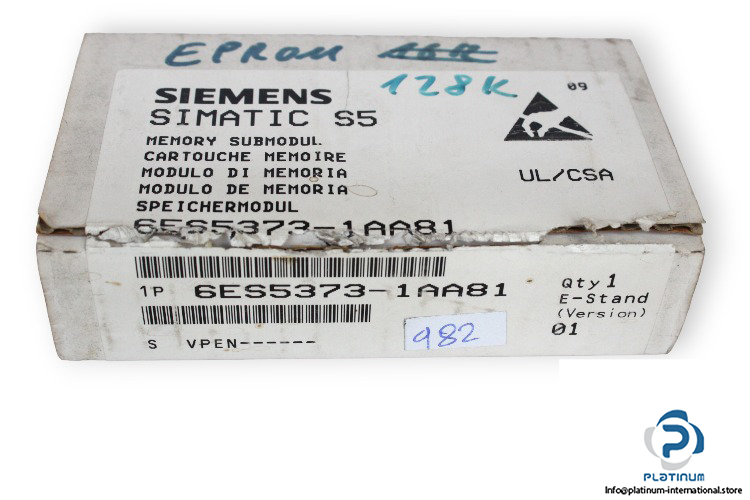 EPROM
128K
09
SIEMENS
SIMATIC S5
MEMORY SUBMODUL
CARTOUCHE MEMOIRE
MODULO DI MEMORIA
MODULO DE MEMORIA
SPEICHERMODUL
UL/CSA
6ES5373-1AA81
1P 6ES5373-1AA81
S VPEN------
982
Qty 1
E-Stand
(Version)
01
PLATINUM
Info@platinum-international.store